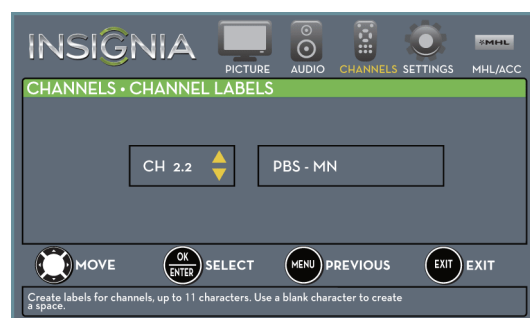 INSIGNIA
PICTURE AUDIO CHANNELS SETTINGS MHL/ACC
MHL
CHANNELS • CHANNEL LABELS
CH 2.2 PBS - MN
MOVE OK ENTER SELECT MENU PREVIOUS EXIT EXIT
Create labels for channels, up to 11 characters. Use a blank character to create
a space.